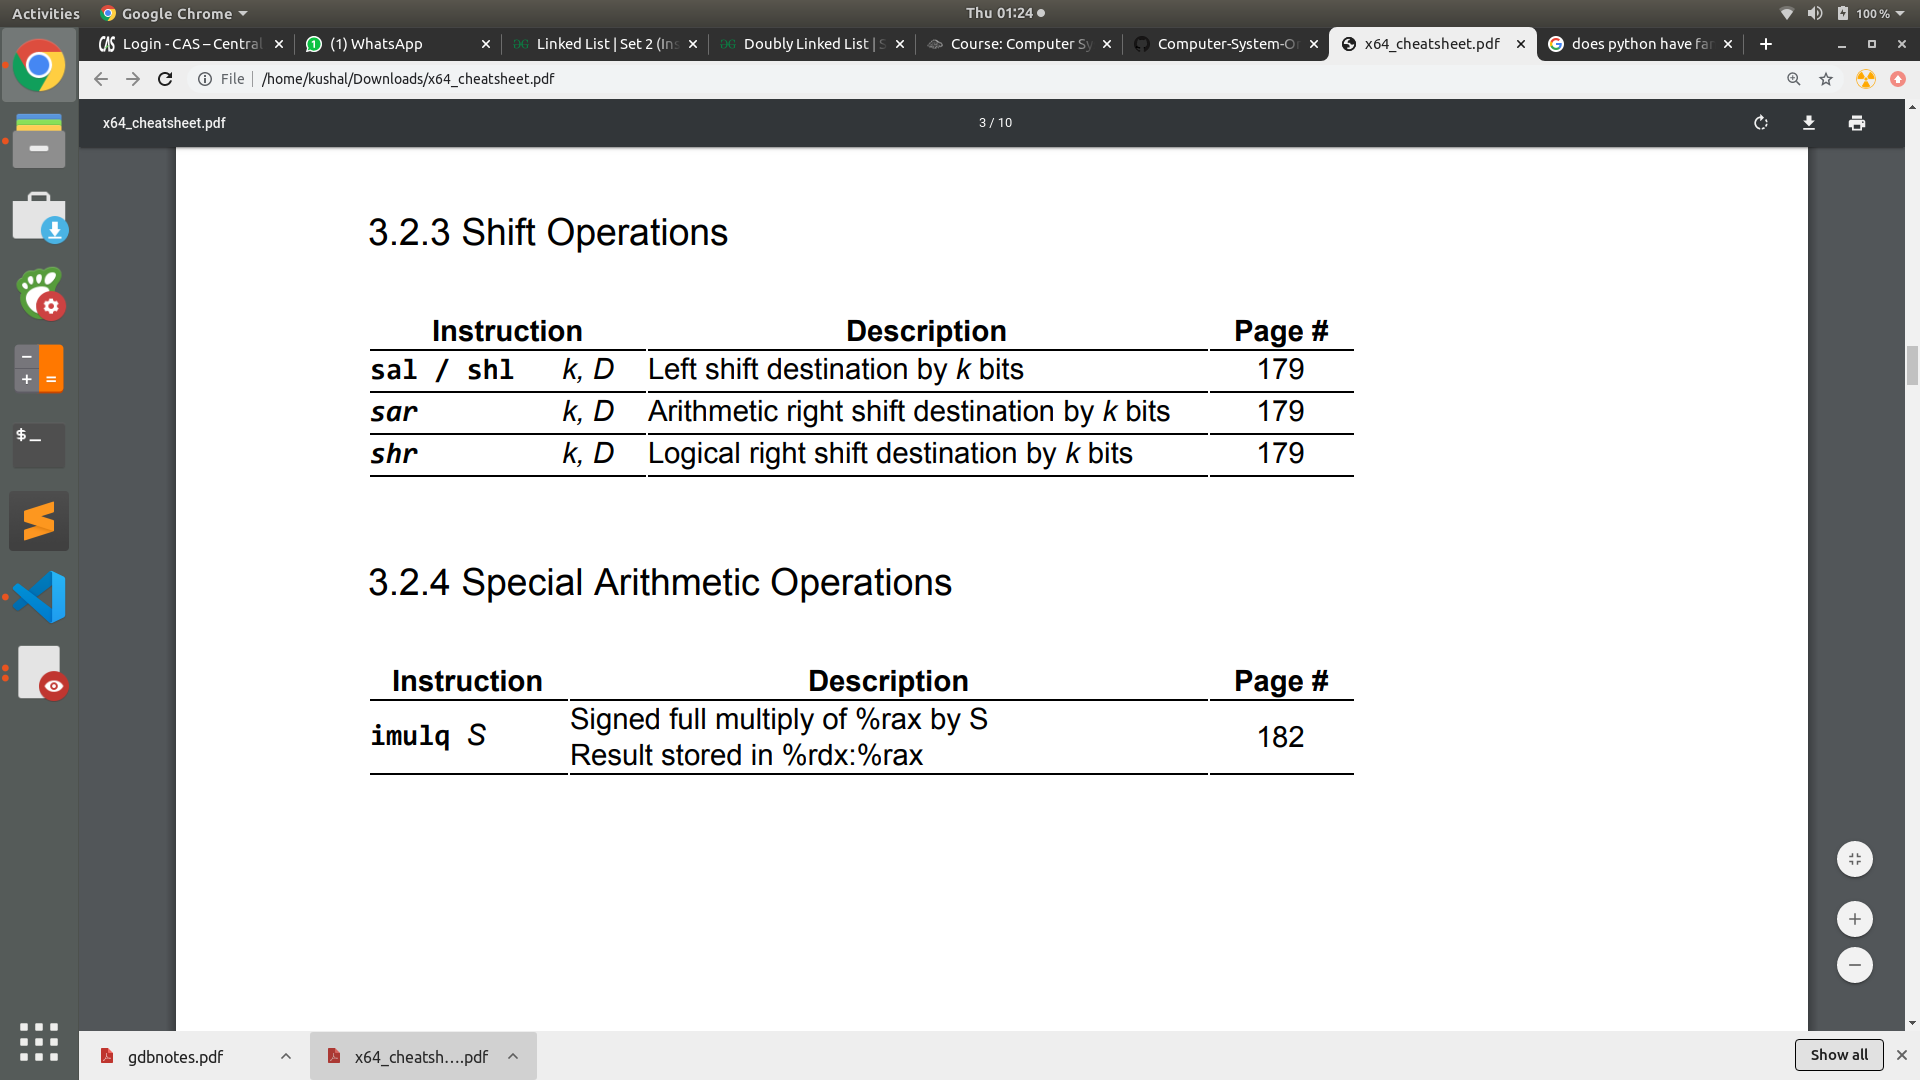 Activities
Google Chrome
Thu 01:24
100 %
Login - CAS – Central
(1) WhatsApp
Linked List | Set 2 (Ins
Doubly Linked List | S
Course: Computer Sy
Computer-System-O
x64_cheatsheet.pdf
does python have far
File
/home/kushal/Downloads/x64_cheatsheet.pdf
x64_cheatsheet.pdf
3 / 10
3.2.3 Shift Operations
Instruction Description Page #
sal / shl k, D Left shift destination by k bits 179
sar k, D Arithmetic right shift destination by k bits 179
shr k, D Logical right shift destination by k bits 179
3.2.4 Special Arithmetic Operations
Instruction Description Page #
imulq S Signed full multiply of %rax by S
Result stored in %rdx:%rax 182
gdbnotes.pdf
x64_cheatsh....pdf
Show all